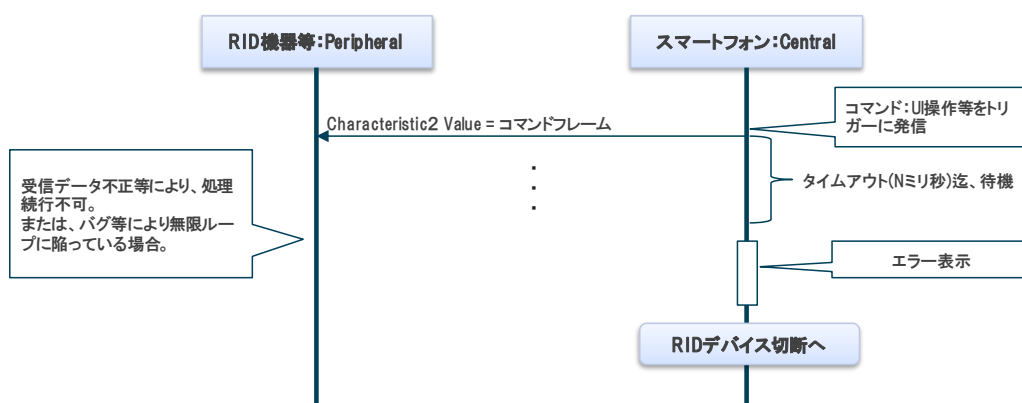 RID機器等:Peripheral
スマートフォン:Central
コマンド:UI操作等をトリ
ガーに発信
Characteristic2 Value = コマンドフレーム
受信データ不正等により、処理
続行不可。
または、バグ等により無限ルー
プに陥っている場合。
・
・
・
タイムアウト(Nミリ秒)迄、待機
エラー表示
RIDデバイス切断へ